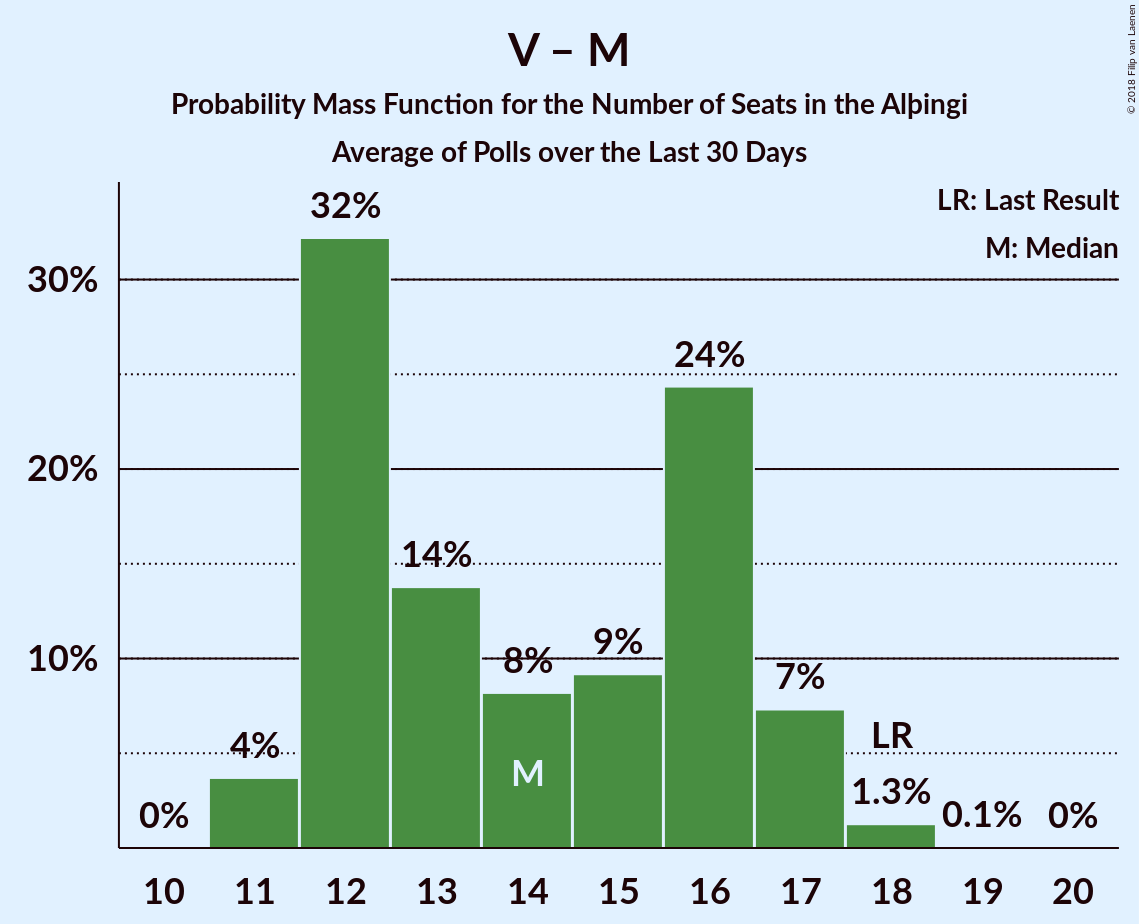 V – M
Probability Mass Function for the Number of Seats in the Alþingi
Average of Polls over the Last 30 Days
© 2018 Filip van Laenen
LR: Last Result
M: Median
30%
20%
10%
0%
4%
32%
14%
8%
9%
24%
7%
1.3%
0.1%
0%
LR
M
10 11 12 13 14 15 16 17 18 19 20